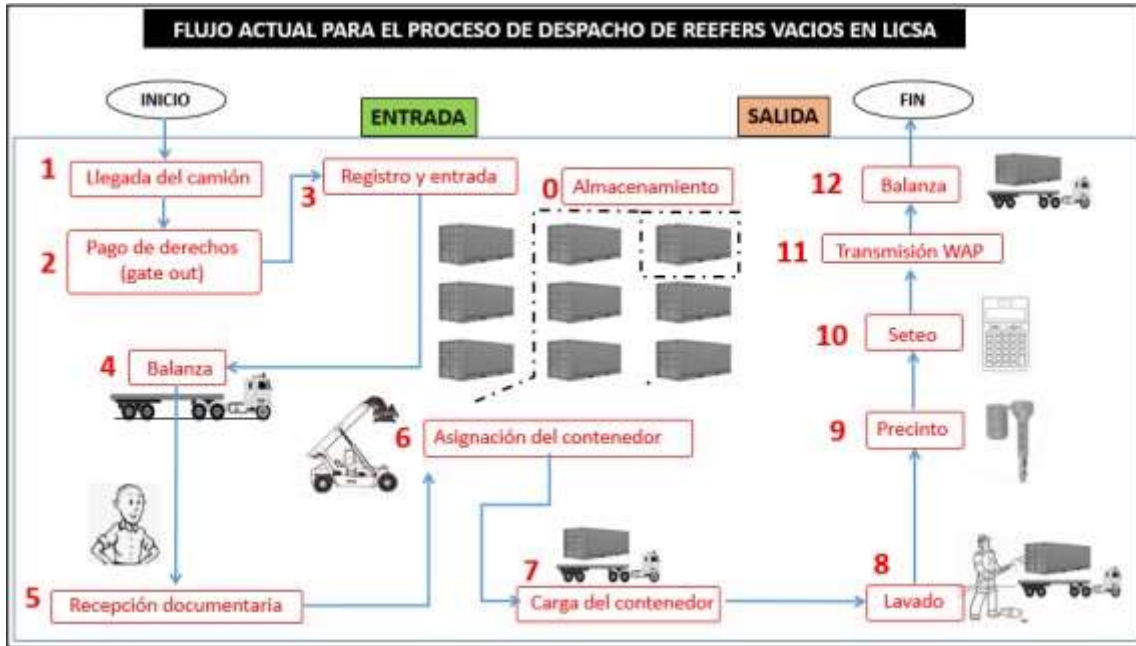 FLUJO ACTUAL PARA EL PROCESO DE DESPACHO DE REEFERS VACIOS EN LICSA
INICIO
ENTRADA
SALIDA
FIN
1
Llegada del camión
2
Pago de derechos
(gate out)
3
Registro y entrada
0
Almacenamiento
4
Balanza
5
Recepción documentaria
6
Asignación del contenedor
7
Carga del contenedor
8
Lavado
9
Precinto
10
Seteo
11
Transmisión WAP
12
Balanza